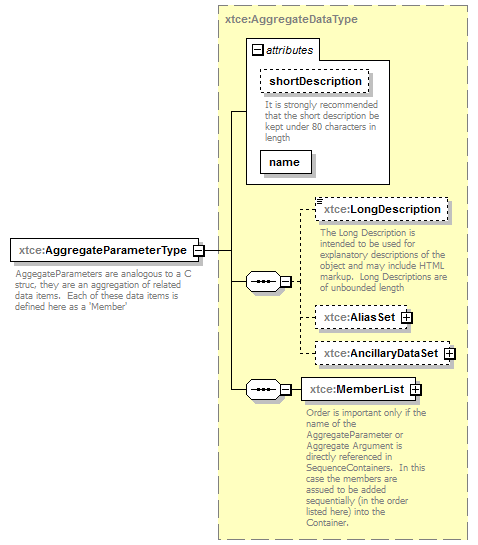 xtce:AggregateDataType
attributes
shortDescription
It is strongly recommended
that the short description be
kept under 80 characters in
length
name
xtce:LongDescription
The Long Description is
intended to be used for
explanatory descriptions of the
object and may include HTML
markup.  Long Descriptions are
of unbounded length
xtce:AggregateParameterType
AggegateParameters are analogous to a C
struc, they are an aggregation of related
data items.  Each of these data items is
defined here as a 'Member'
xtce:AliasSet
xtce:AncillaryDataSet
xtce:MemberList
Order is important only if the
name of the
AggregateParameter or
Aggregate Argument is
directly referenced in
SequenceContainers.  In this
case the members are
assued to be added
sequentially (in the order
listed here) into the
Container.